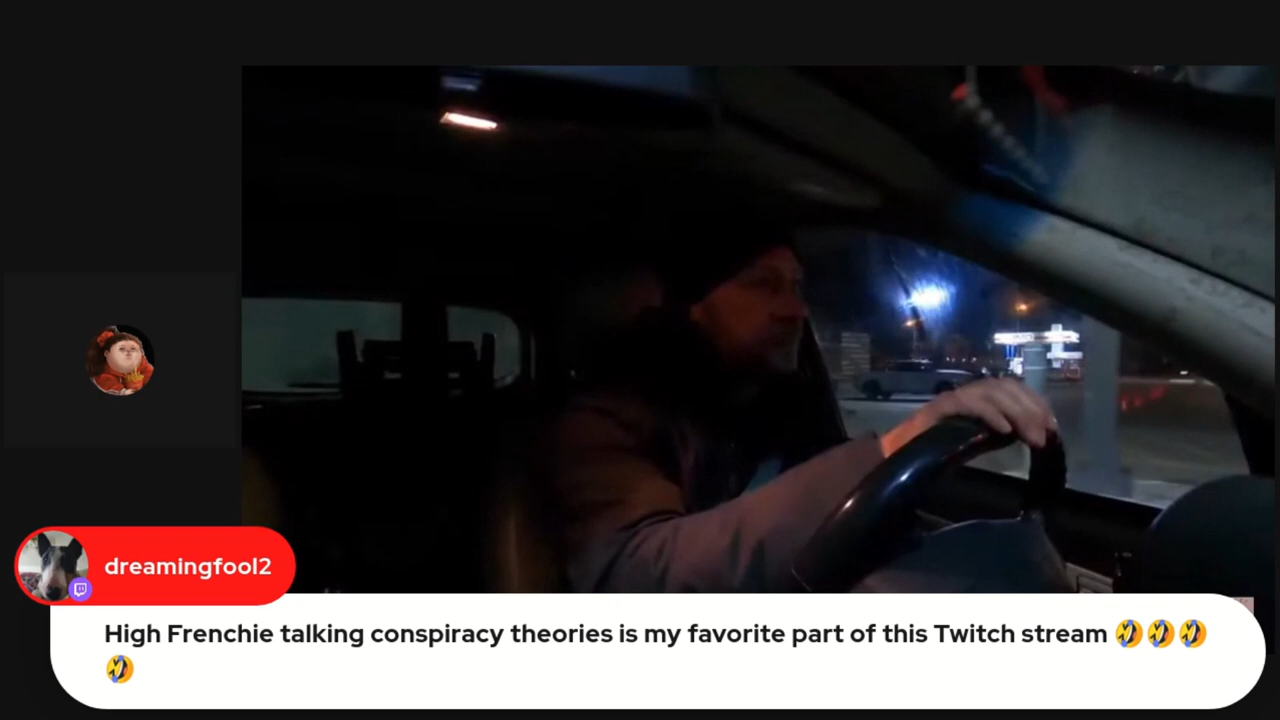 dreamingfool2
High Frenchie talking conspiracy theories is my favorite part of this Twitch stream 🤣🤣🤣
🤣